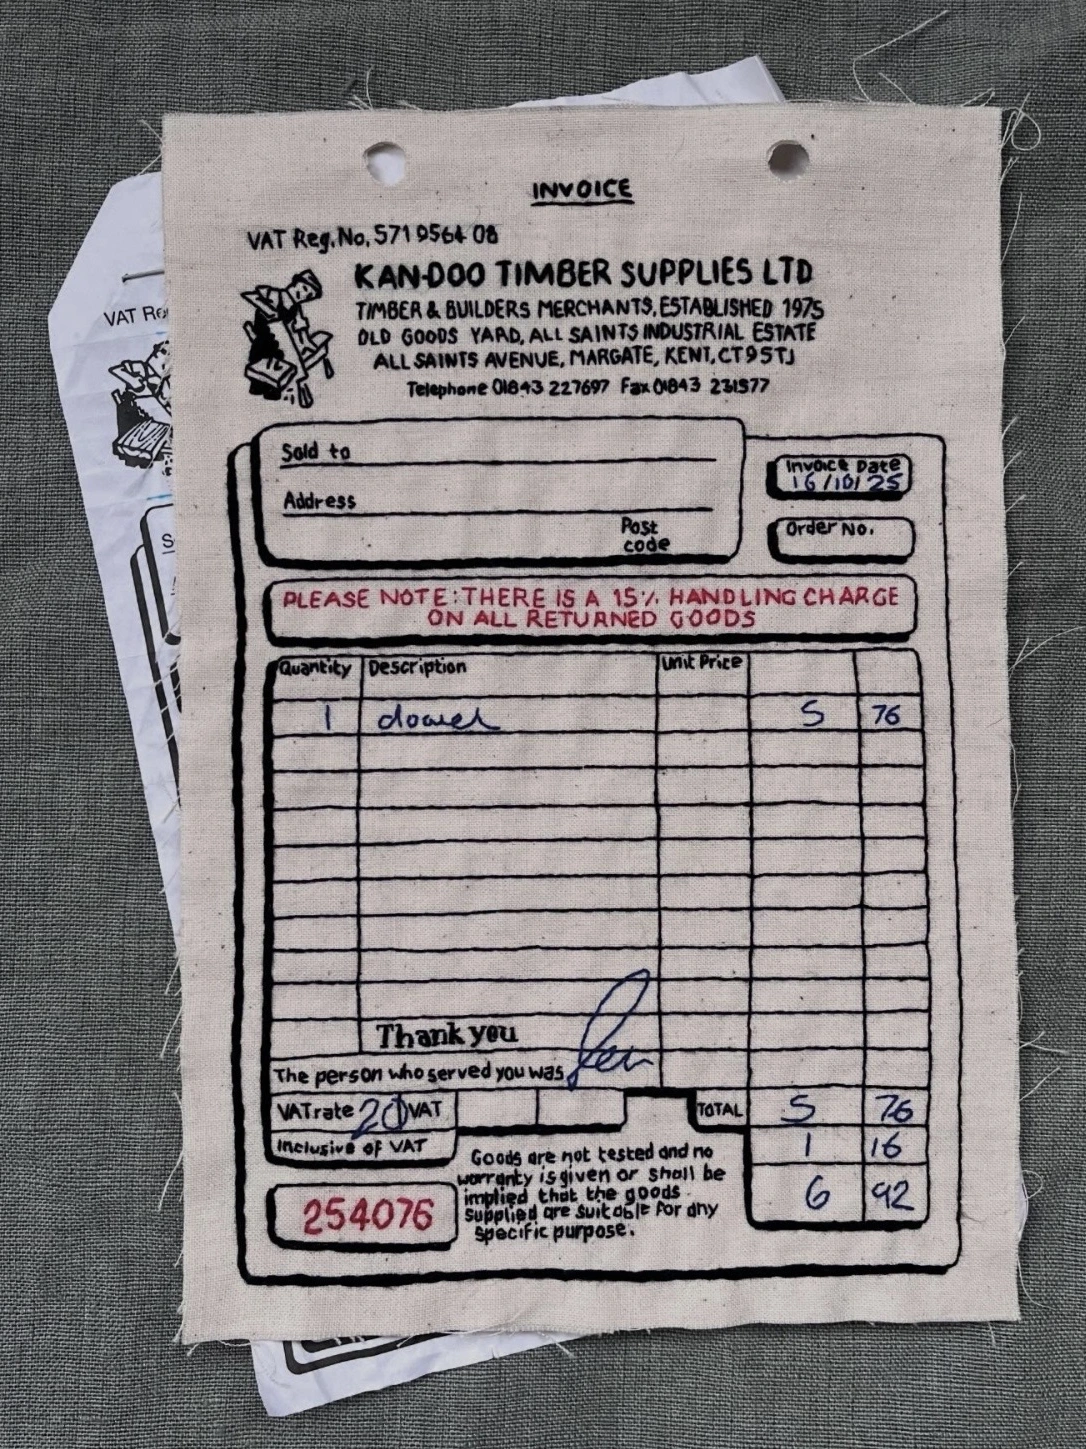 INVOICE
VAT Reg. No. 571 9564 08
KAN-DOO TIMBER SUPPLIES LTD
TIMBER & BUILDERS MERCHANTS, ESTABLISHED 1975
OLD GOODS YARD, ALL SAINTS INDUSTRIAL ESTATE
ALL SAINTS AVENUE, MARGATE, KENT, CT9 5TJ
Telephone 01843 227697 Fax 01843 231977
VAT Re
Sold to
Address
Post
code
Invoice Date
16/10/25
Order No.
S
PLEASE NOTE: THERE IS A 15% HANDLING CHARGE
ON ALL RETURNED GOODS
Quantity Description Unit Price
1 dowel 5 76
Thank you
The person who served you was
VAT rate 20 VAT TOTAL 5 76
Inclusive of VAT 1 16
6 92
Goods are not tested and no
warranty is given or shall be
implied that the goods
supplied are suitable for any
specific purpose.
254076